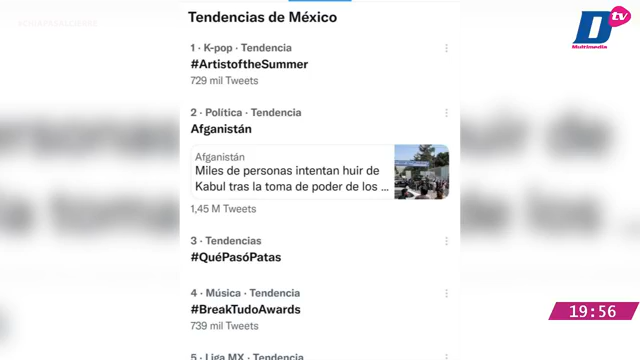 Tendencias de México
1 · K-pop · Tendencia
#ArtistoftheSummer
729 mil Tweets
2 · Política · Tendencia
Afganistán
Afganistán
Miles de personas intentan huir de
Kabul tras la toma de poder de los ...
1,45 M Tweets
3 · Tendencias
#QuéPasóPatas
4 · Música · Tendencia
#BreakTudoAwards
739 mil Tweets
5 · Liga MX · Tendencia
D tv
Multimedia
19:56